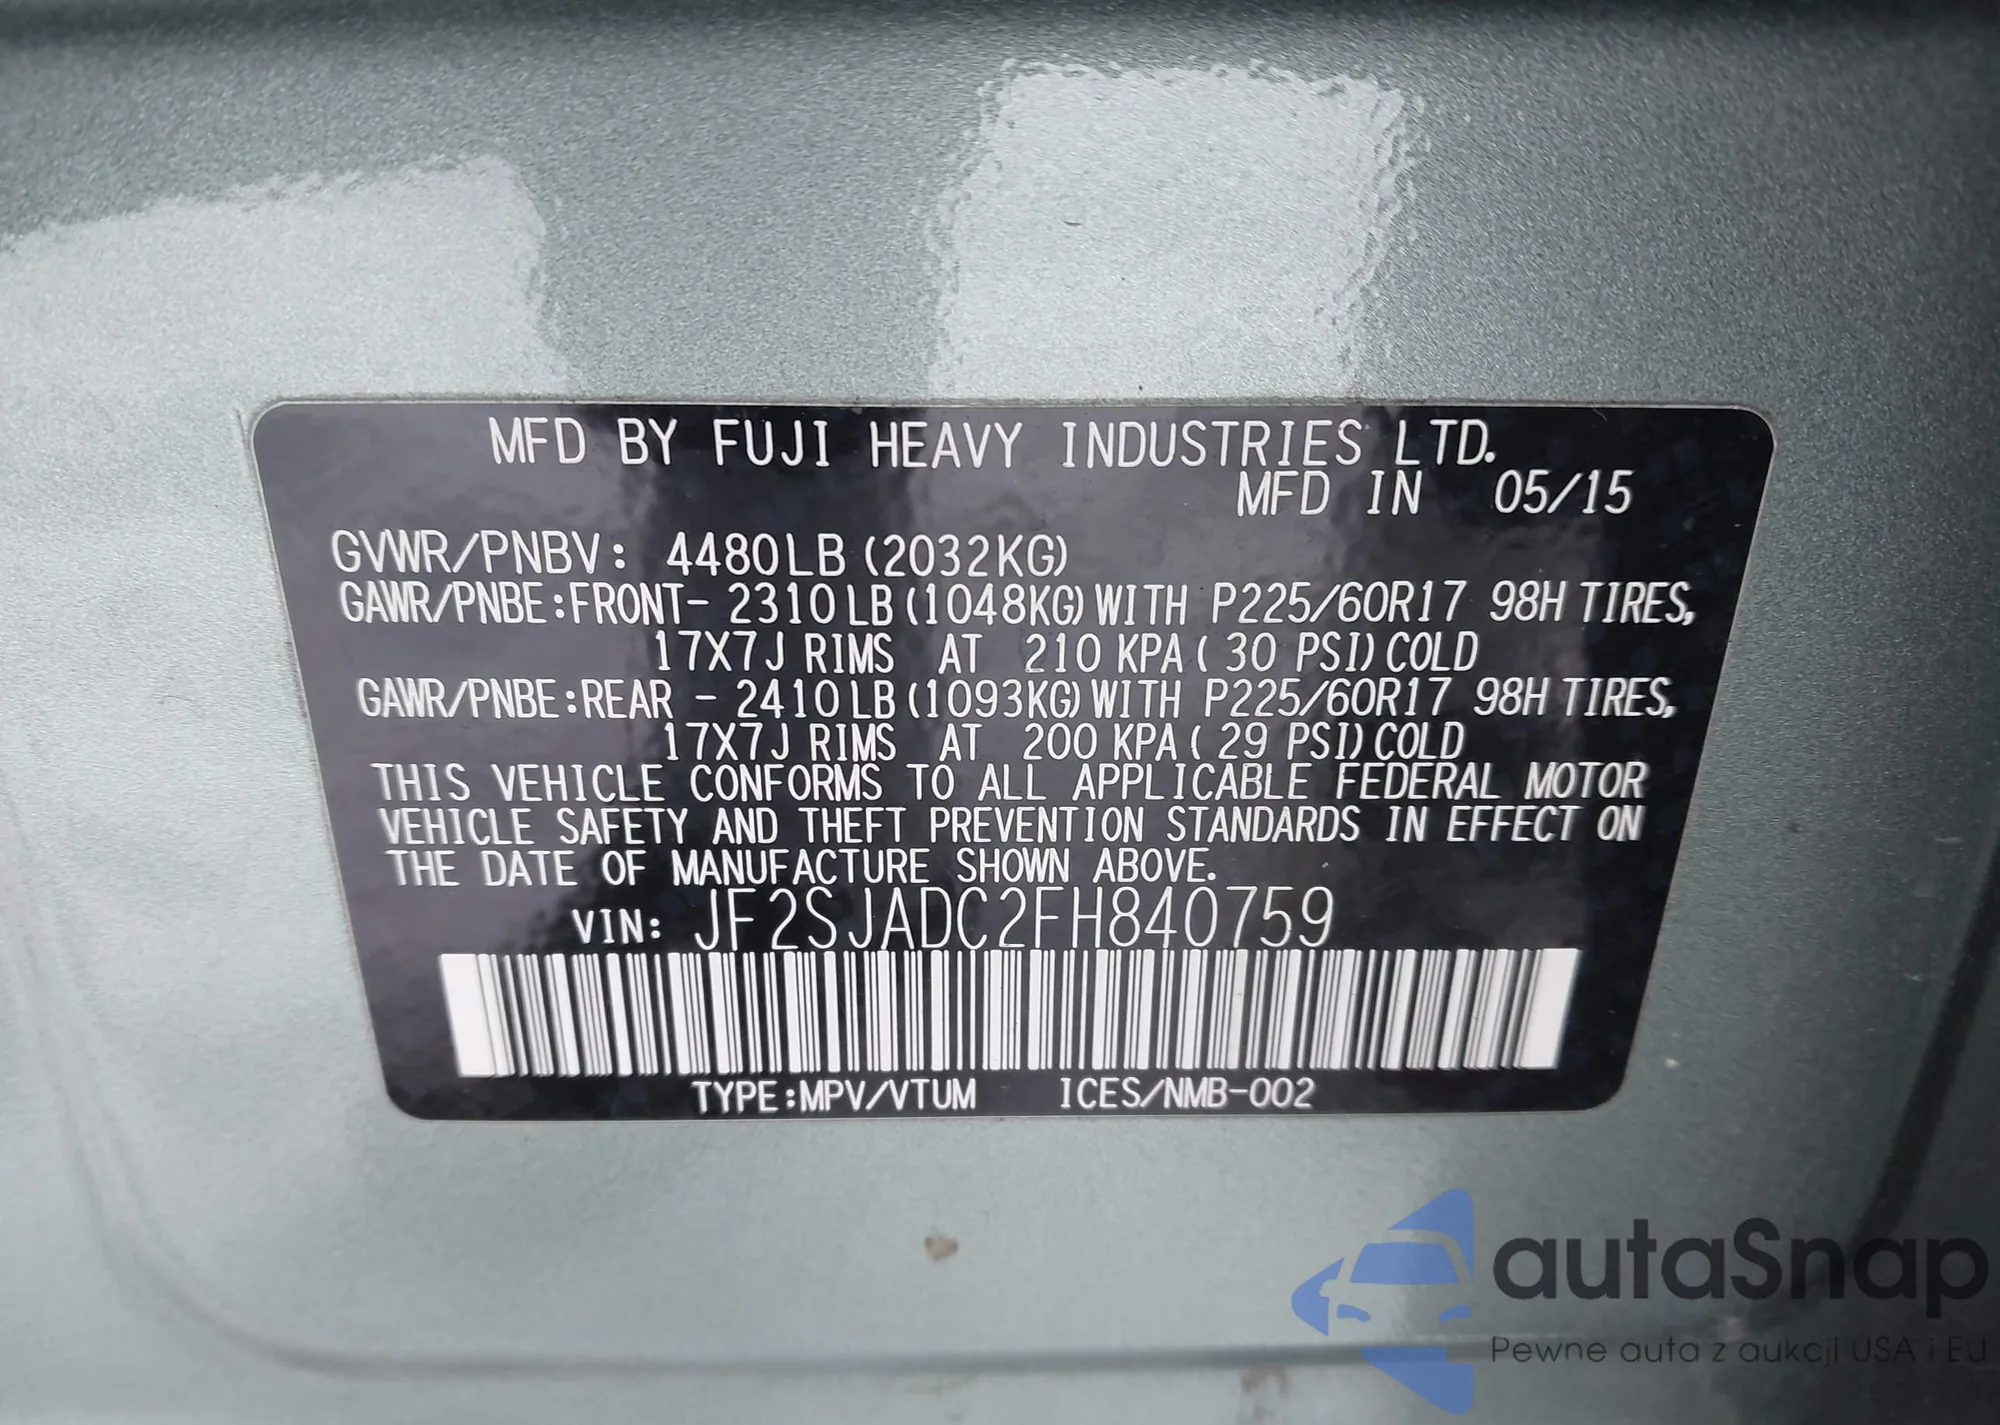 MFD BY FUJI HEAVY INDUSTRIES LTD.
MFD IN 05/15
GVWR/PNBV: 4480LB (2032KG)
GAWR/PNBE:FRONT- 2310LB(1048KG)WITH P225/60R17 98H TIRES,
17X7J RIMS AT 210 KPA( 30 PSI)COLD
GAWR/PNBE:REAR - 2410LB(1093KG)WITH P225/60R17 98H TIRES,
17X7J RIMS AT 200 KPA( 29 PSI)COLD
THIS VEHICLE CONFORMS TO ALL APPLICABLE FEDERAL MOTOR
VEHICLE SAFETY AND THEFT PREVENTION STANDARDS IN EFFECT ON
THE DATE OF MANUFACTURE SHOWN ABOVE.
VIN: JF2SJADC2FH840759
TYPE:MPV/VTUM ICES/NMB-002
autaSnap
Pewne auta z aukcji USA i EU